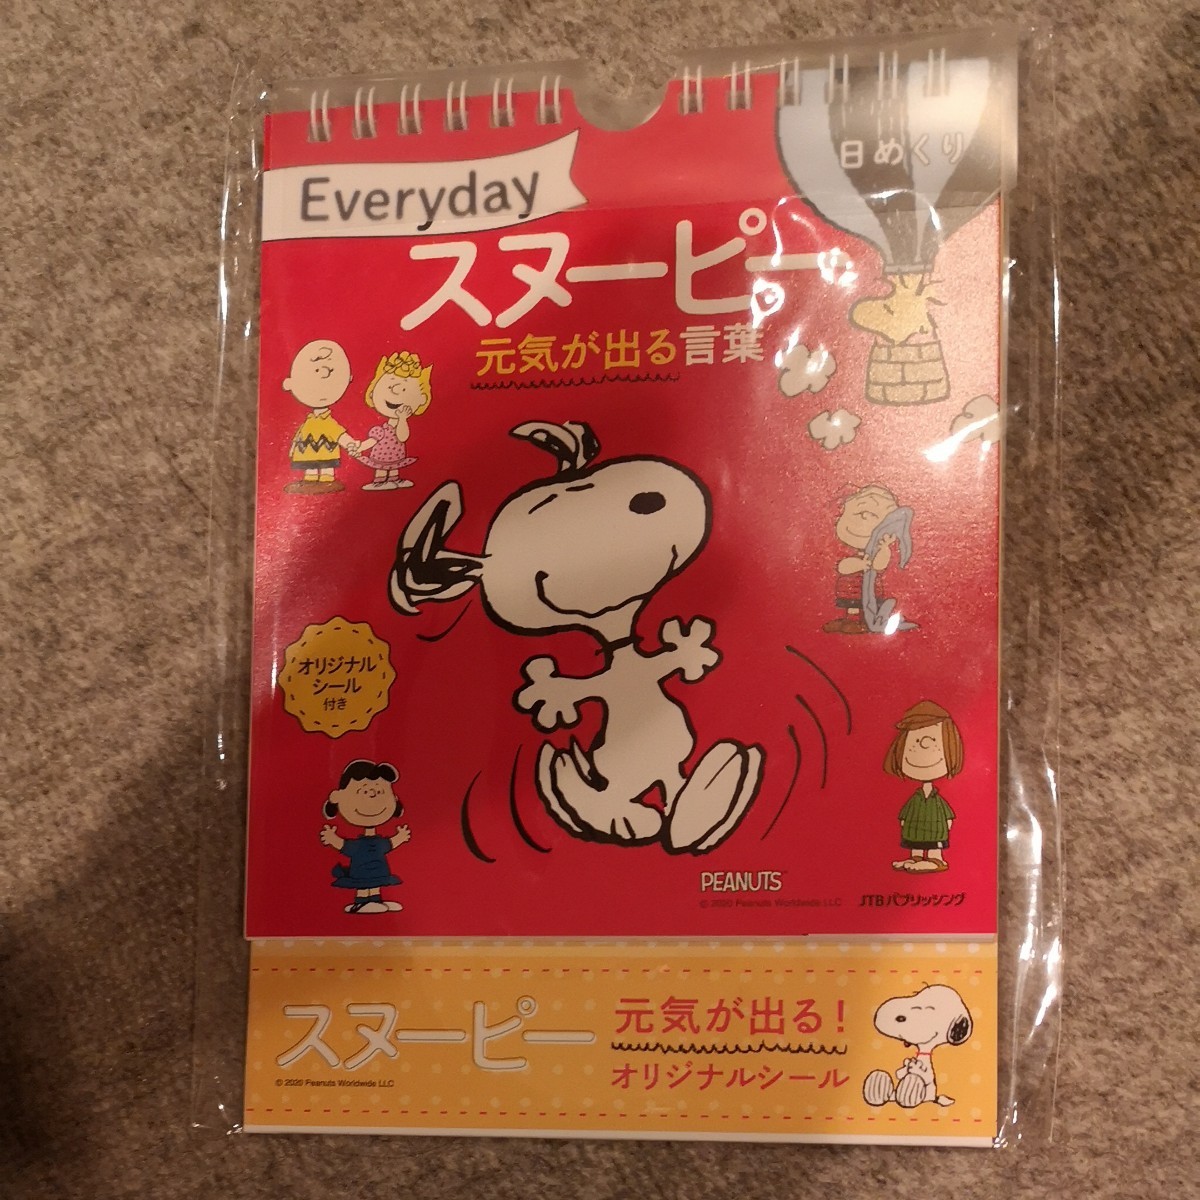 日めくり
Everyday
スヌーピー
元気が出る言葉
オリジナル
シール
付き
PEANUTS
© 2020 Peanuts Worldwide LLC
JTBパブリッシング
スヌーピー
© 2020 Peanuts Worldwide LLC
元気が出る！
オリジナルシール